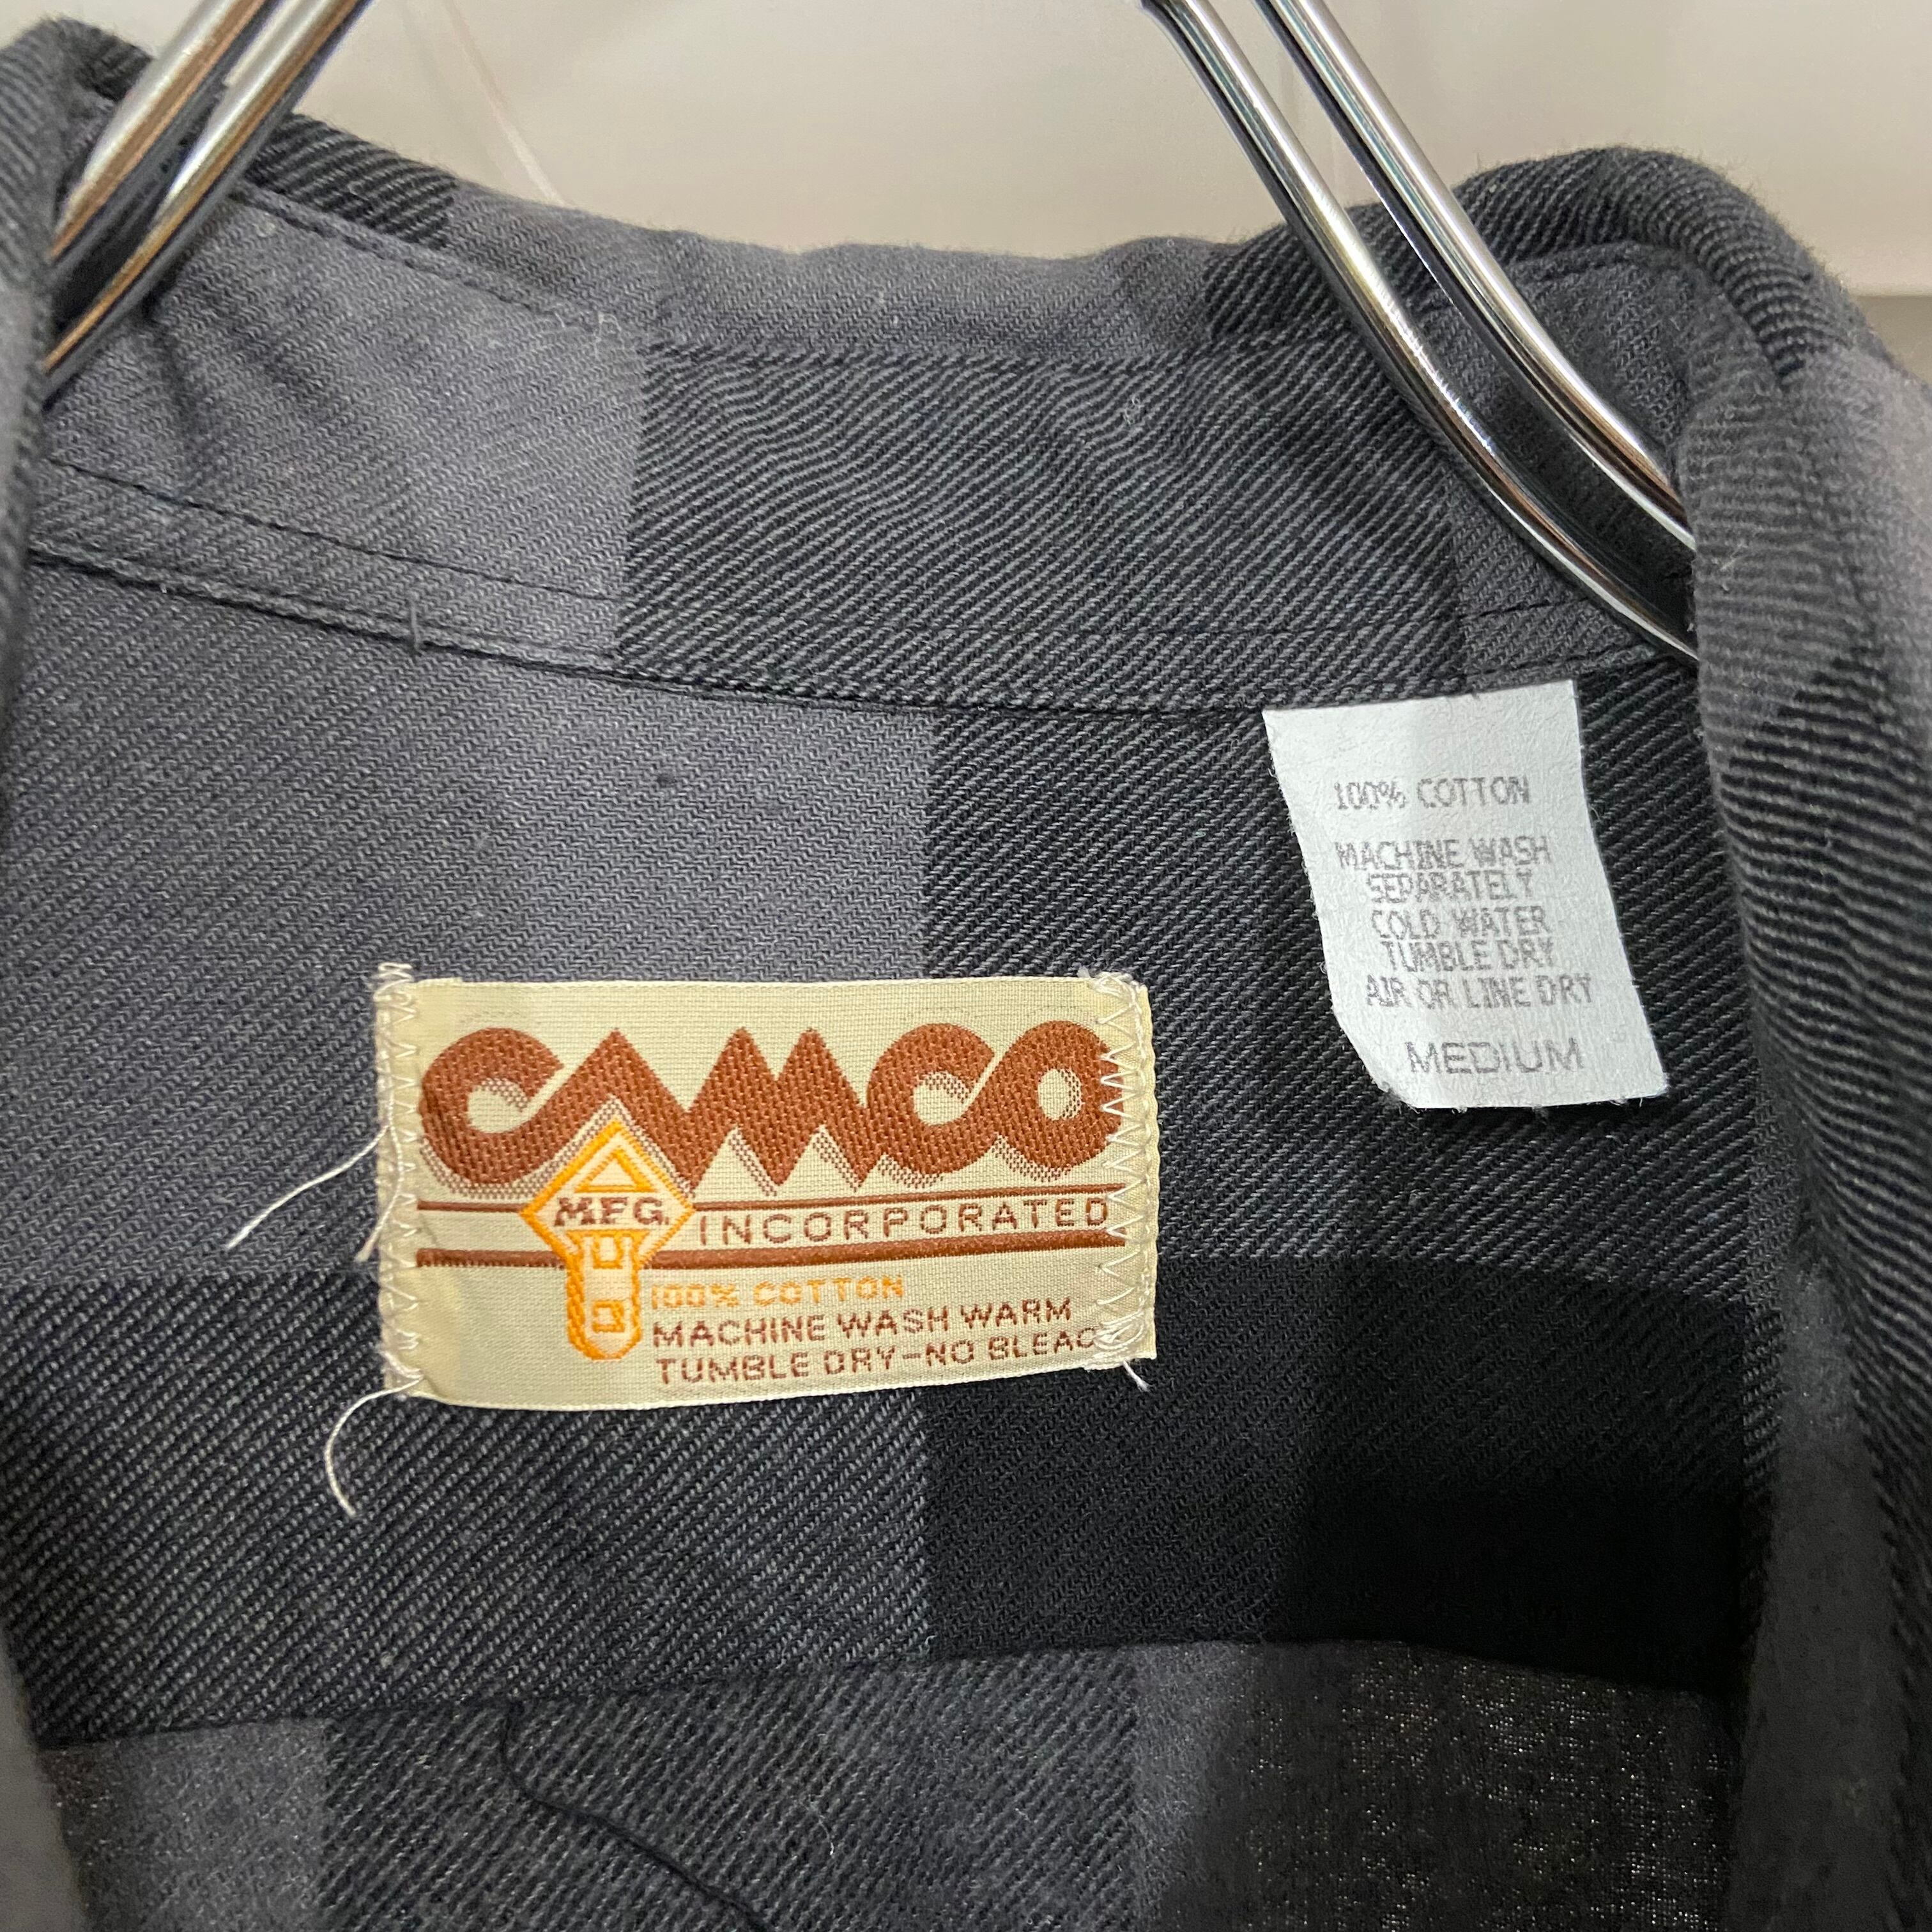 100% COTTON
MACHINE WASH
SEPARATELY
COLD WATER
TUMBLE DRY
AIR OR LINE DRY
MEDIUM
CAMCO
MFG. INCORPORATED
100% COTTON
MACHINE WASH WARM
TUMBLE DRY-NO BLEAC